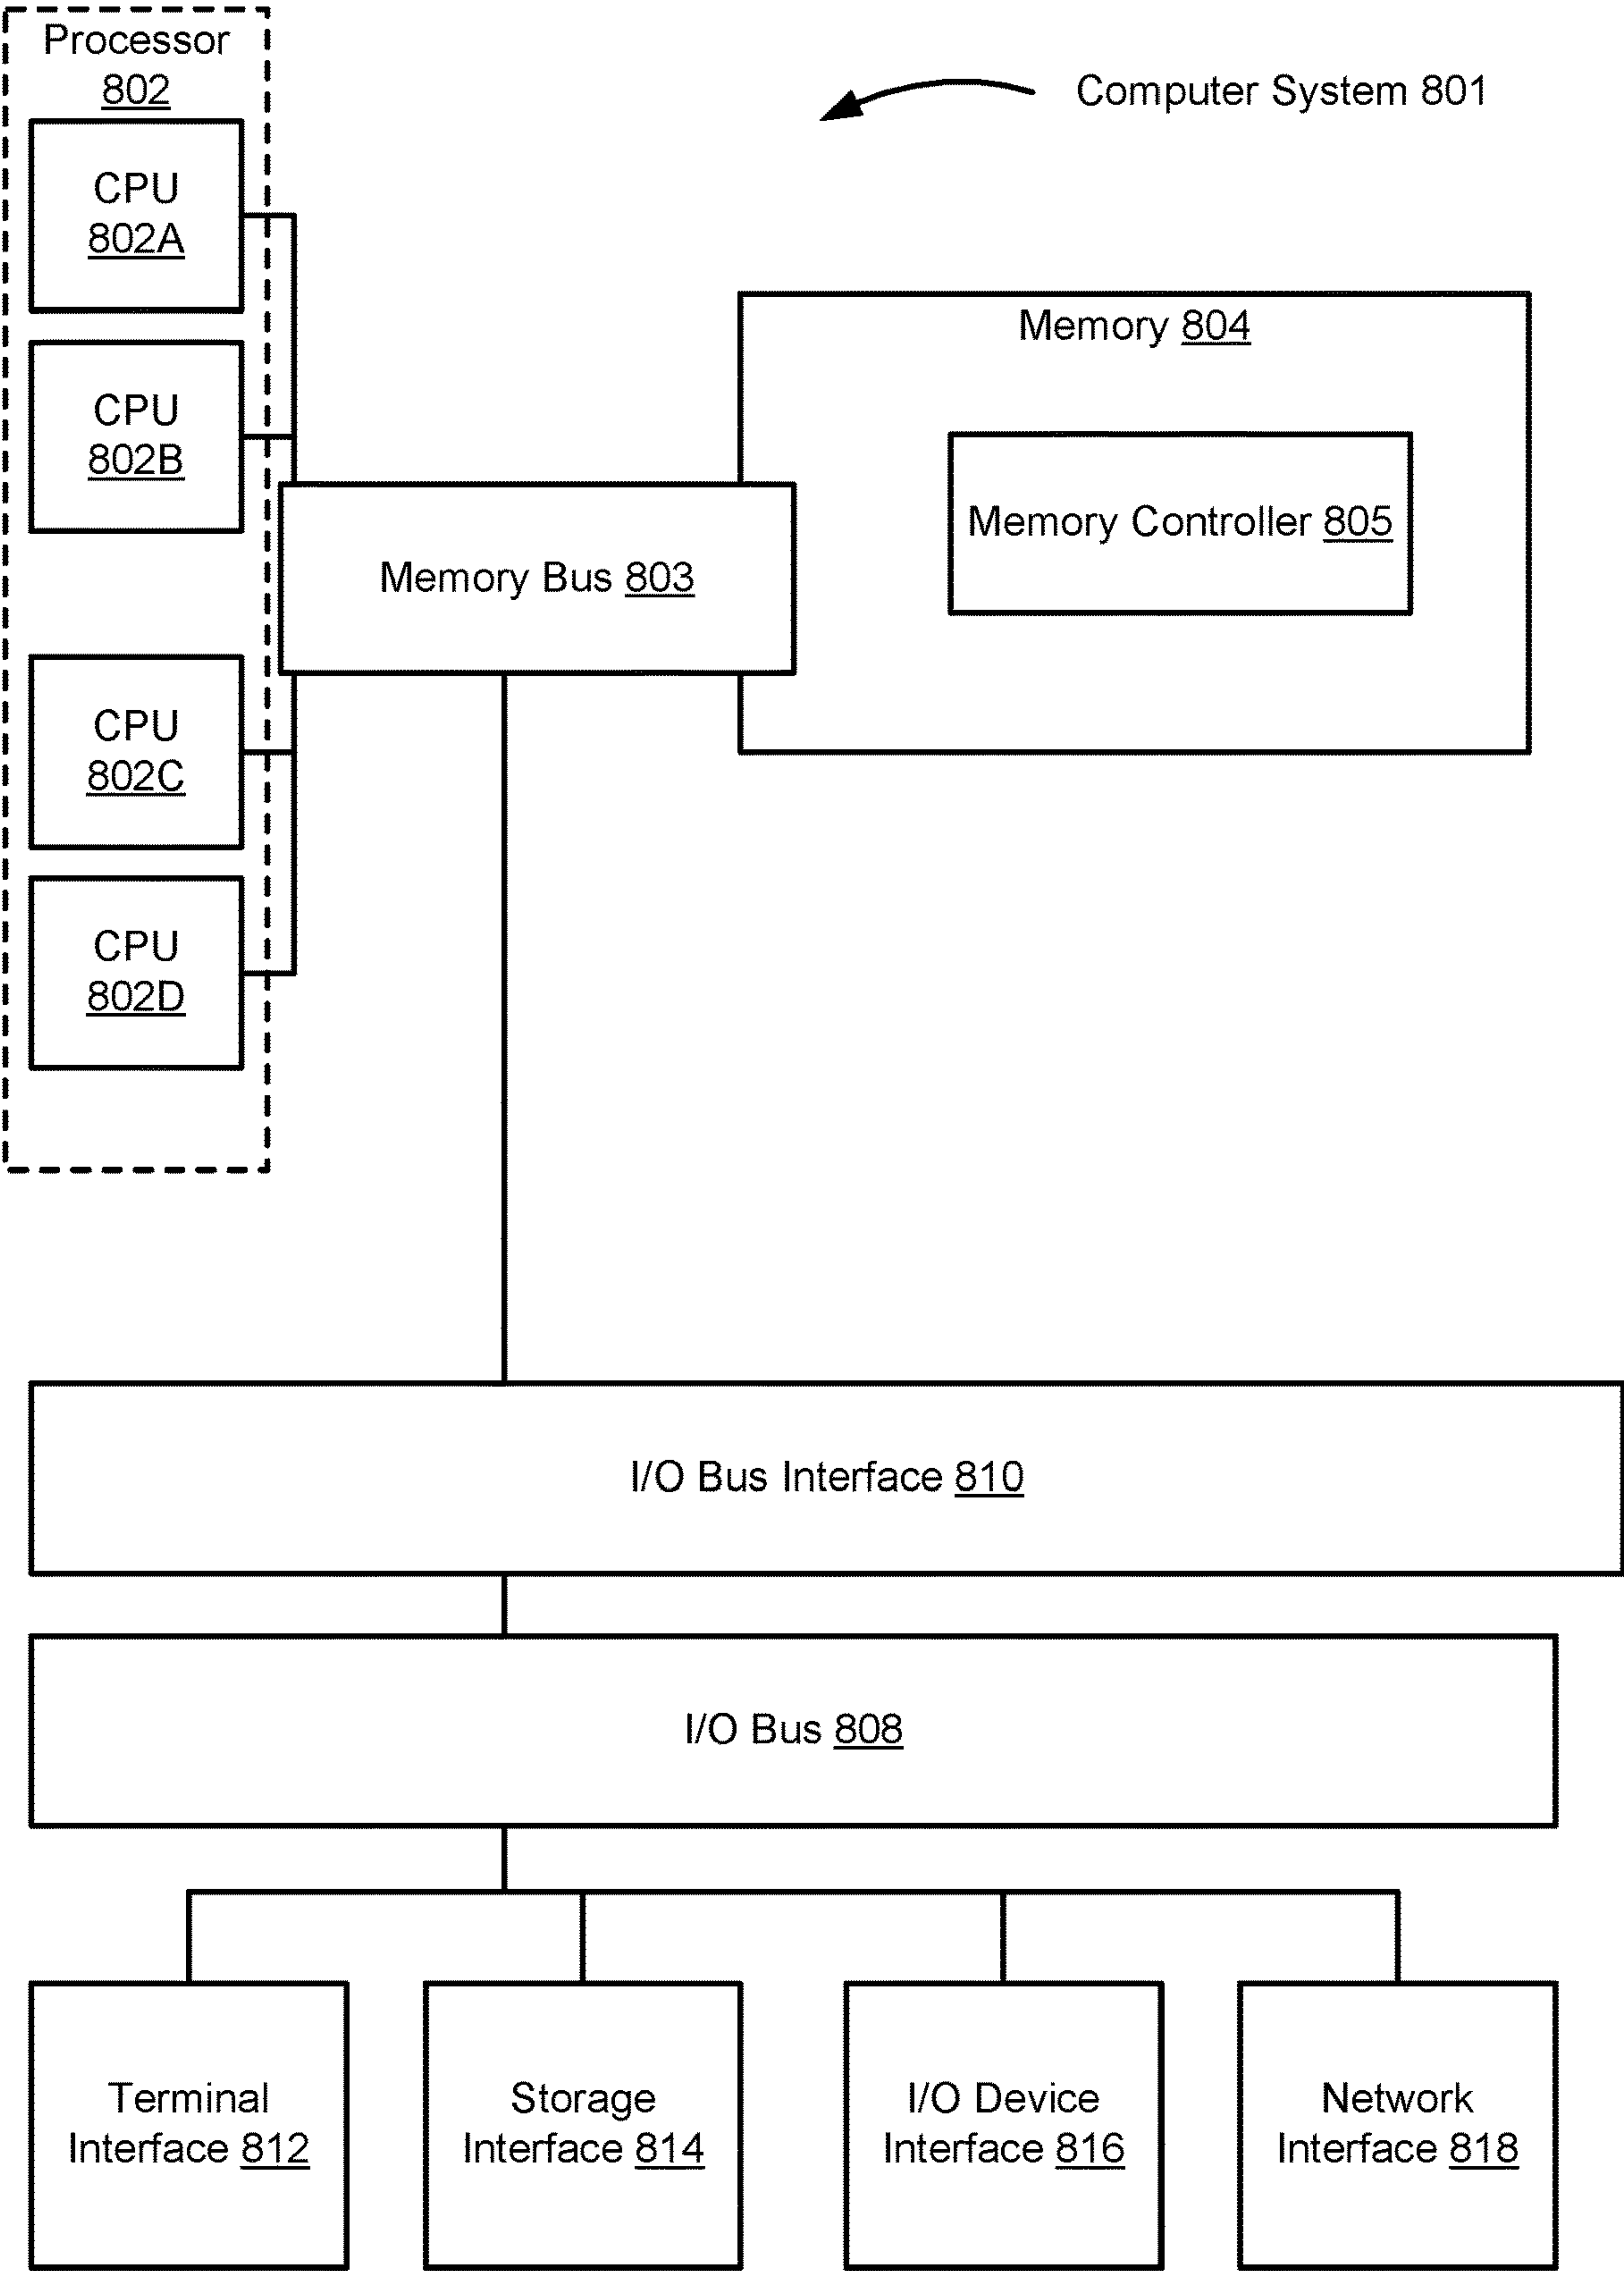 Processor
802
Computer System 801
CPU
802A
CPU
802B
Memory 804
Memory Controller 805
Memory Bus 803
CPU
802C
CPU
802D
I/O Bus Interface 810
I/O Bus 808
Terminal
Interface 812
Storage
Interface 814
I/O Device
Interface 816
Network
Interface 818